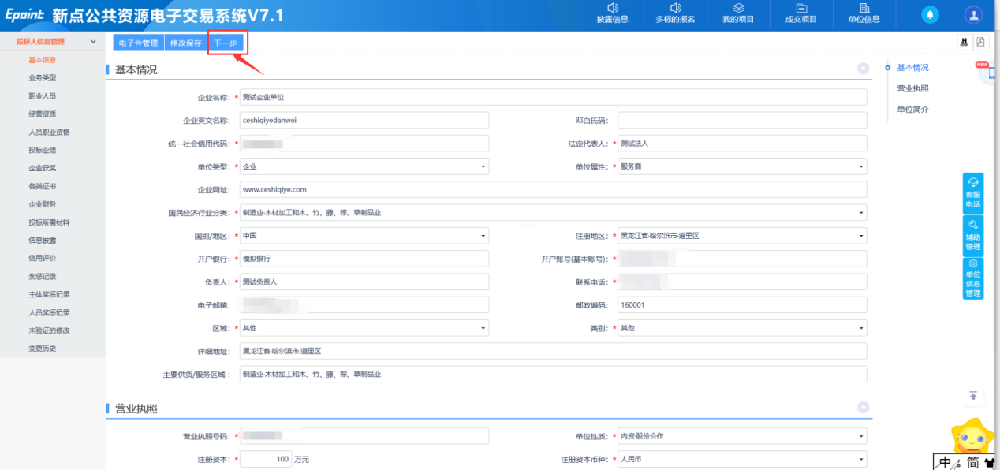 Epoint 新点公共资源电子交易系统V7.1
披露信息
多标的报名
我的项目
成交项目
单位信息
投标人信息管理
基本信息
业务类型
职业人员
经营资质
人员职业资格
投标业绩
企业获奖
各类证书
企业财务
投标所需材料
信息披露
信用评价
奖惩记录
主体奖惩记录
人员奖惩记录
未验证的修改
变更历史
电子件管理 修改保存 下一步
基本情况
企业名称：* 测试企业单位
企业英文名称： ceshiqiyedanwei 邓白氏码：
统一社会信用代码：* 法定代表人：* 测试法人
单位类型：* 企业 单位属性：* 服务商
企业网址： www.ceshiqiye.com
国民经济行业分类：* 制造业·木材加工和木、竹、藤、棕、草制品业
国别/地区：* 中国 注册地区：* 黑龙江省·哈尔滨市·道里区
开户银行：* 模拟银行 开户账号(基本账号)：*
负责人：* 测试负责人 联系电话：*
电子邮箱： 邮政编码： 160001
区域：* 其他 类别：* 其他
详细地址： 黑龙江省·哈尔滨市·道里区
主要供货/服务区域： 制造业·木材加工和木、竹、藤、棕、草制品业
营业执照
营业执照号码：* 单位性质：* 内资·股份合作
注册资本：* 100 万元 注册资本币种：* 人民币
基本情况
营业执照
单位简介
NEW
客服
电话
辅助
管理
单位
信息
管理
中 简